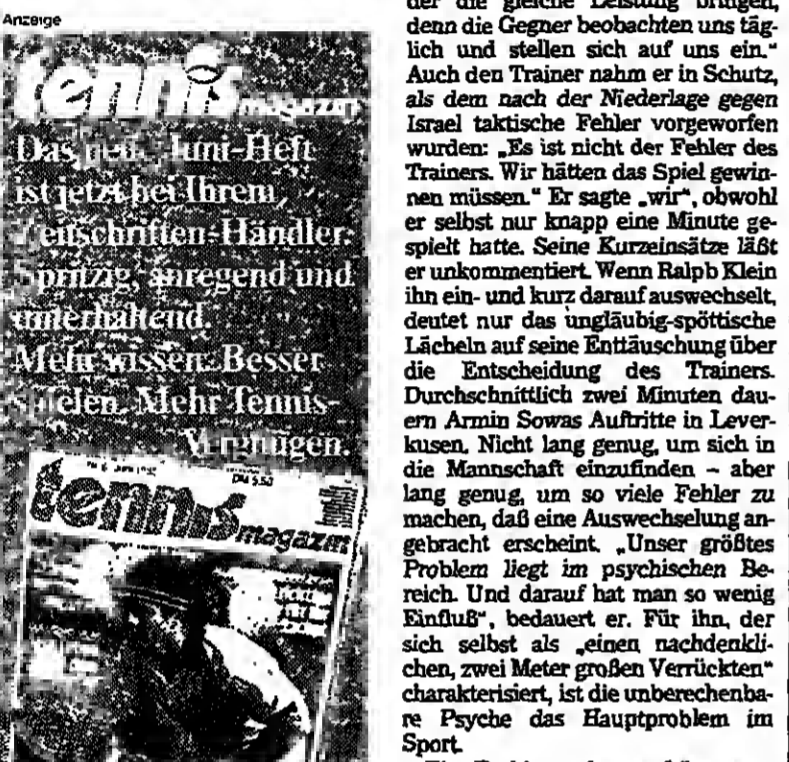 Anzeige
tennis
magazin
Das neue Juni-Heft
ist jetzt bei Ihrem
Zeitschriften-Händler.
Spritzig, anregend und
unterhaltend.
Mehr wissen. Besser
spielen. Mehr Tennis-
Vergnügen.
DM 5,50
tennis
magazin
der die gleiche Leistung bringen,
denn die Gegner beobachten uns täg-
lich und stellen sich auf uns ein."
Auch den Trainer nahm er in Schutz,
als dem nach der Niederlage gegen
Israel taktische Fehler vorgeworfen
wurden: „Es ist nicht der Fehler des
Trainers. Wir hätten das Spiel gewin-
nen müssen." Er sagte „wir", obwohl
er selbst nur knapp eine Minute ge-
spielt hatte. Seine Kurzeinsätze läßt
er unkommentiert. Wenn Ralph Klein
ihn ein- und kurz darauf auswechselt,
deutet nur das ungläubig-spöttische
Lächeln auf seine Enttäuschung über
die Entscheidung des Trainers.
Durchschnittlich zwei Minuten dau-
ern Armin Sowas Auftritte in Lever-
kusen. Nicht lang genug, um sich in
die Mannschaft einzufinden – aber
lang genug, um so viele Fehler zu
machen, daß eine Auswechselung an-
gebracht erscheint. „Unser größtes
Problem liegt im psychischen Be-
reich. Und darauf hat man so wenig
Einfluß", bedauert er. Für ihn, der
sich selbst als „einen nachdenkli-
chen, zwei Meter großen Verrückten"
charakterisiert, ist die unberechenba-
re Psyche das Hauptproblem im
Sport.